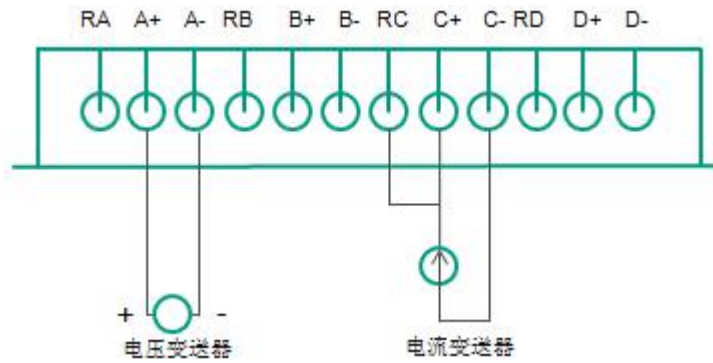 RA A+ A- RB B+ B- RC C+ C- RD D+ D-
+ -
电压变送器 电流变送器